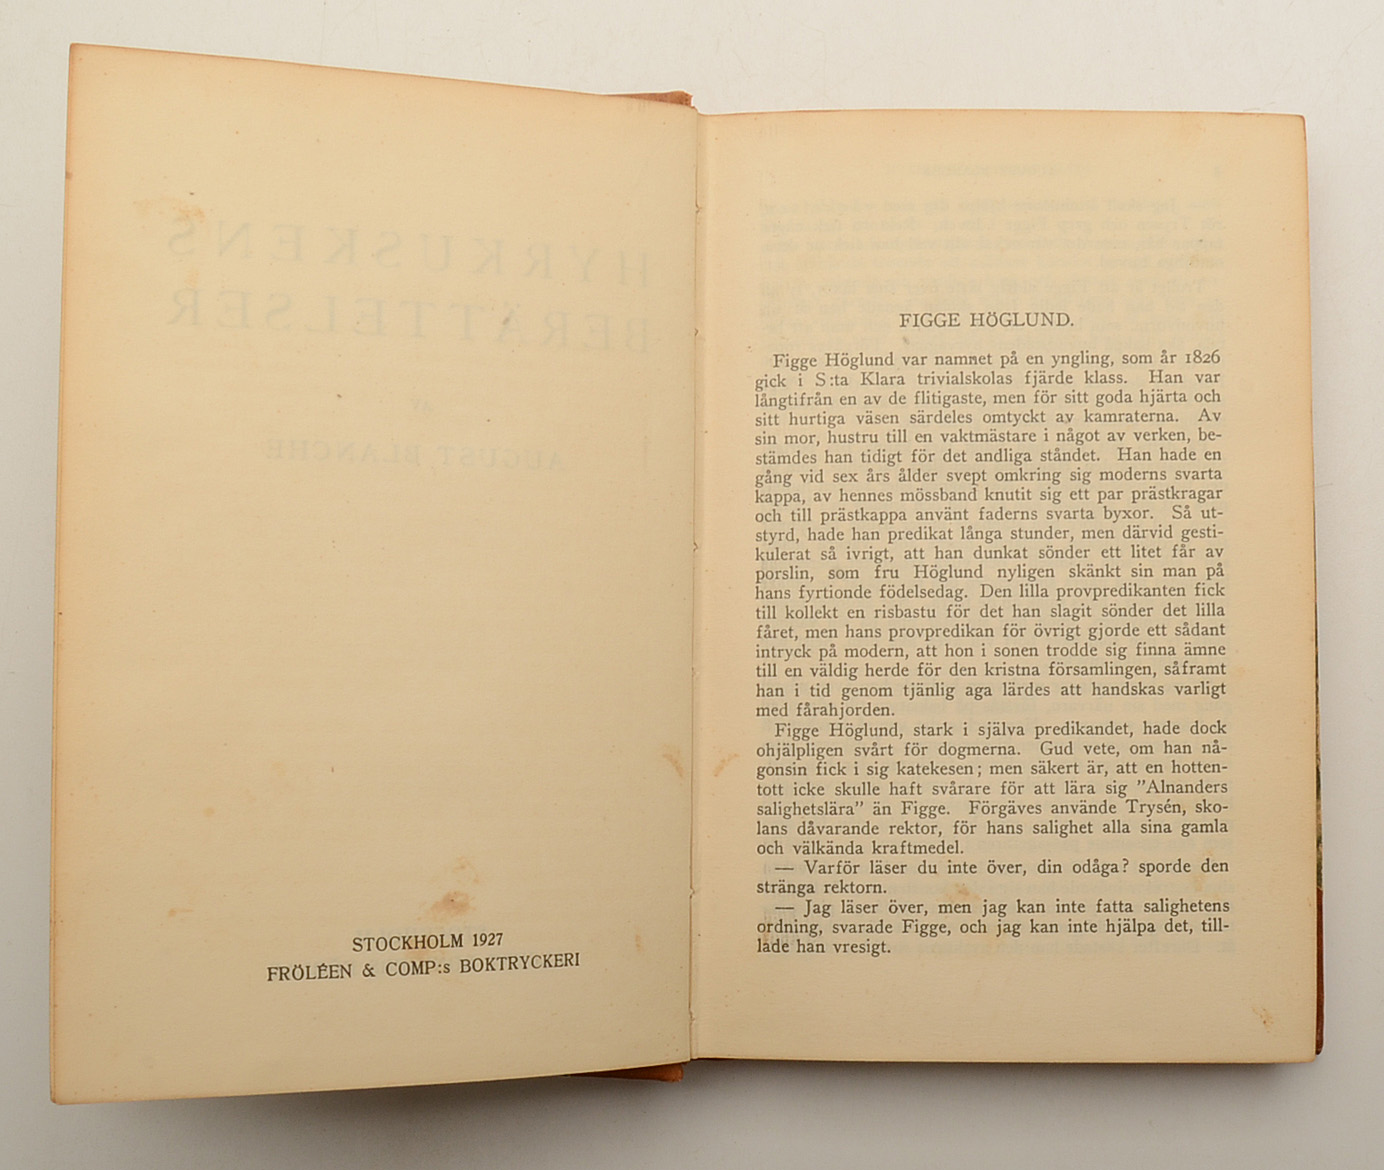 HYRKUSKENS
BERÄTTELSER
AV
AUGUST BLANCHE
STOCKHOLM 1927
FRÖLÉEN & COMP:s BOKTRYCKERI
FIGGE HÖGLUND.
Figge Höglund var namnet på en yngling, som år 1826
gick i S:ta Klara trivialskolas fjärde klass. Han var
långtifrån en av de flitigaste, men för sitt goda hjärta och
sitt hurtiga väsen särdeles omtyckt av kamraterna. Av
sin mor, hustru till en vaktmästare i något av verken, be-
stämdes han tidigt för det andliga ståndet. Han hade en
gång vid sex års ålder svept omkring sig moderns svarta
kappa, av hennes mössband knutit sig ett par prästkragar
och till prästkappa använt faderns svarta byxor. Så ut-
styrd, hade han predikat långa stunder, men därvid gesti-
kulerat så ivrigt, att han dunkat sönder ett litet får av
porslin, som fru Höglund nyligen skänkt sin man på
hans fyrtionde födelsedag. Den lilla provpredikanten fick
till kollekt en risbastu för det han slagit sönder det lilla
fåret, men hans provpredikan för övrigt gjorde ett sådant
intryck på modern, att hon i sonen trodde sig finna ämne
till en väldig herde för den kristna församlingen, såframt
han i tid genom tjänlig aga lärdes att handskas varligt
med fårahjorden.
Figge Höglund, stark i själva predikandet, hade dock
ohjälpligen svårt för dogmerna. Gud vete, om han nå-
gonsin fick i sig katekesen; men säkert är, att en hotten-
tott icke skulle haft svårare för att lära sig ”Alnanders
salighetslära” än Figge. Förgäves använde Trysén, sko-
lans dåvarande rektor, för hans salighet alla sina gamla
och välkända kraftmedel.
— Varför läser du inte över, din odåga? sporde den
stränga rektorn.
— Jag läser över, men jag kan inte fatta salighetens
ordning, svarade Figge, och jag kan inte hjälpa det, till-
lade han vresigt.